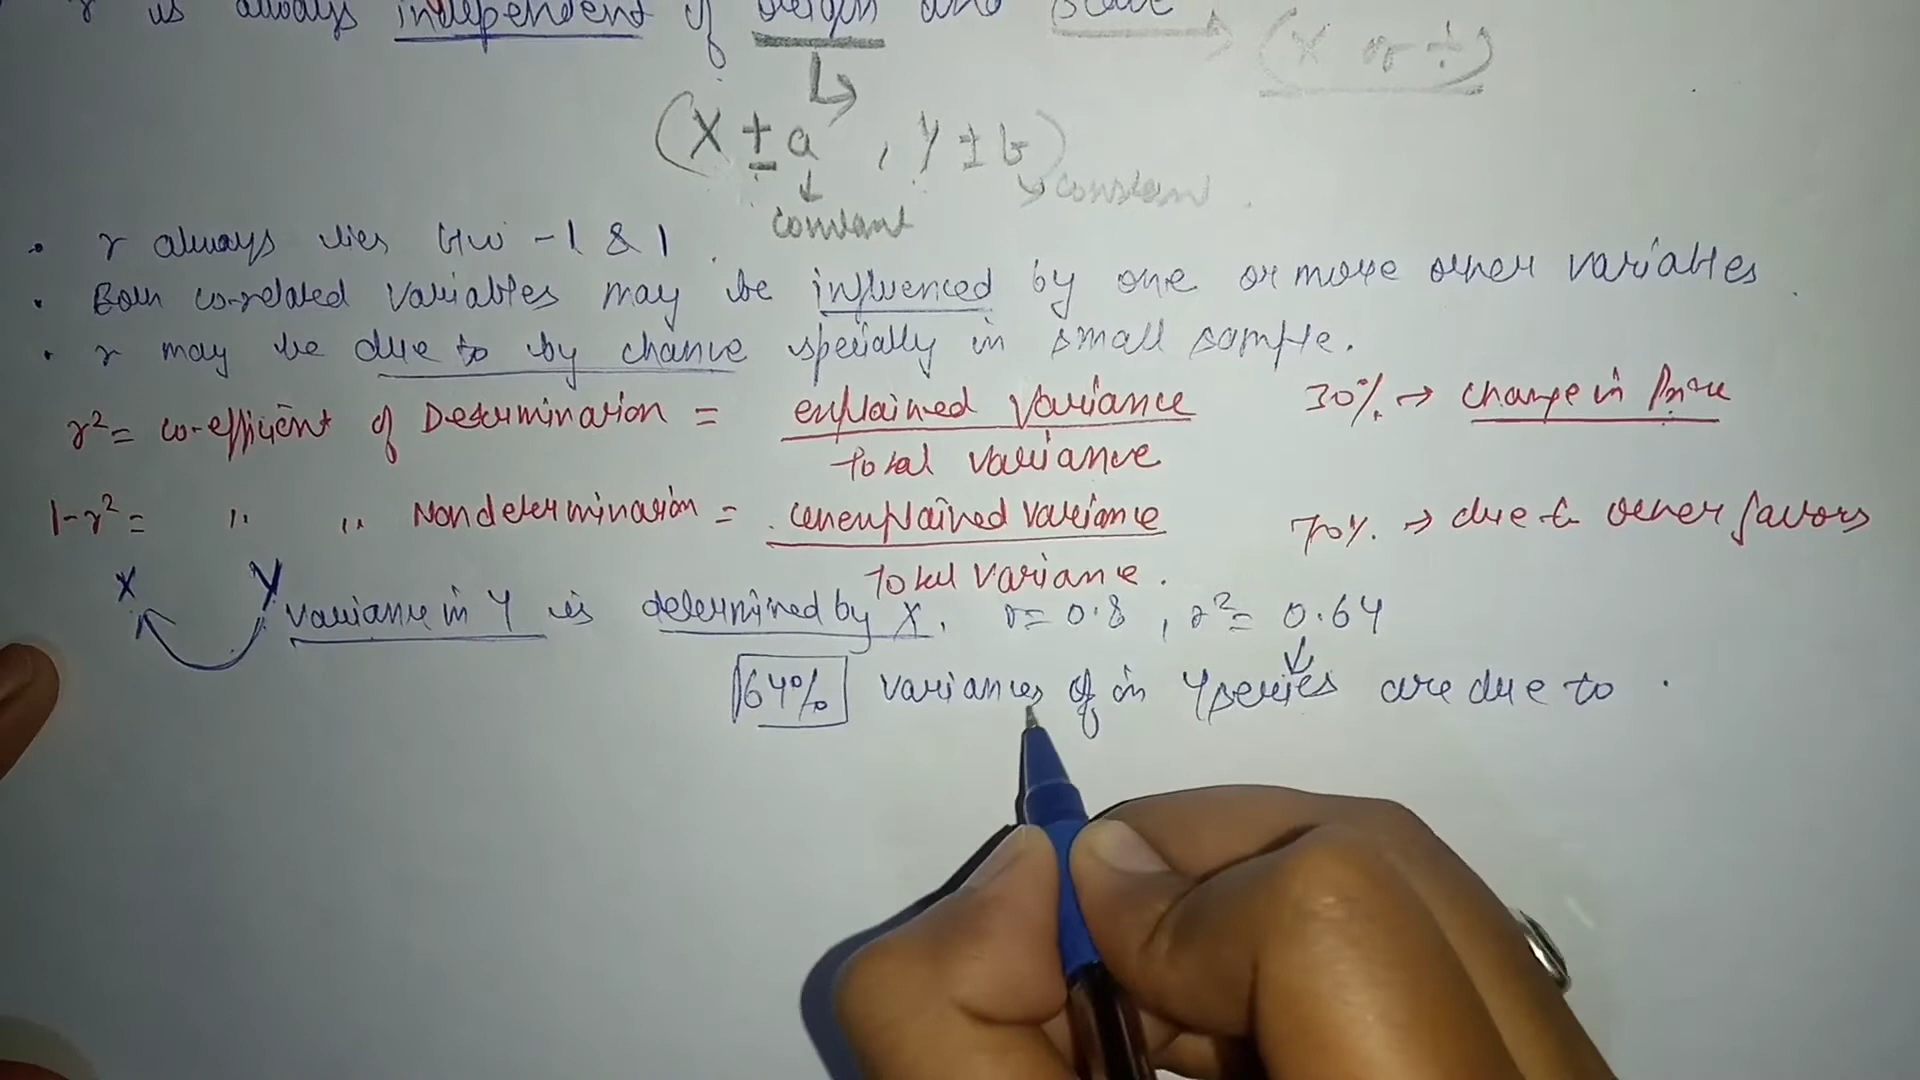 r is always independent of origin and scale → (X or ÷)
(X ± a , Y ± b)
constant
constant
• r always lies b/w -1 & 1 .
• Both co-related variables may be influenced by one or more other variables .
• r may be due to by chance specially in small sample .
r² = co-efficient of Determination = explained Variance / total variance
30% → change in Price
1-r² = " " Nondetermination = unexplained variance / Total Variance .
70% → due to other factors
X Y
variance in Y is determined by X . r = 0.8 , r² = 0.64
64% variances of in Y series are due to